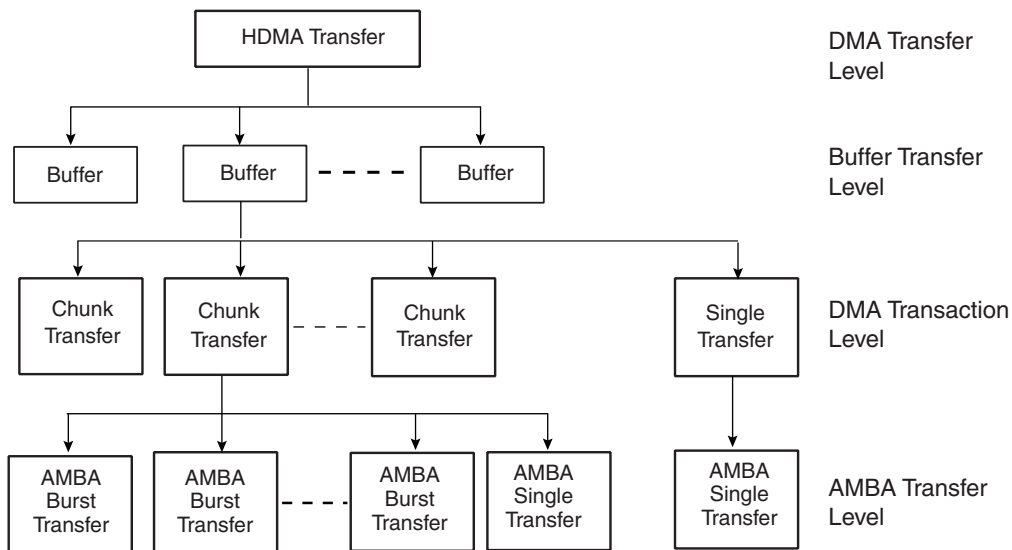 HDMA Transfer
DMA Transfer
Level
Buffer
Buffer
Buffer
Buffer Transfer
Level
Chunk
Transfer
Chunk
Transfer
Chunk
Transfer
Single
Transfer
DMA Transaction
Level
AMBA
Burst
Transfer
AMBA
Burst
Transfer
AMBA
Burst
Transfer
AMBA
Single
Transfer
AMBA
Single
Transfer
AMBA Transfer
Level